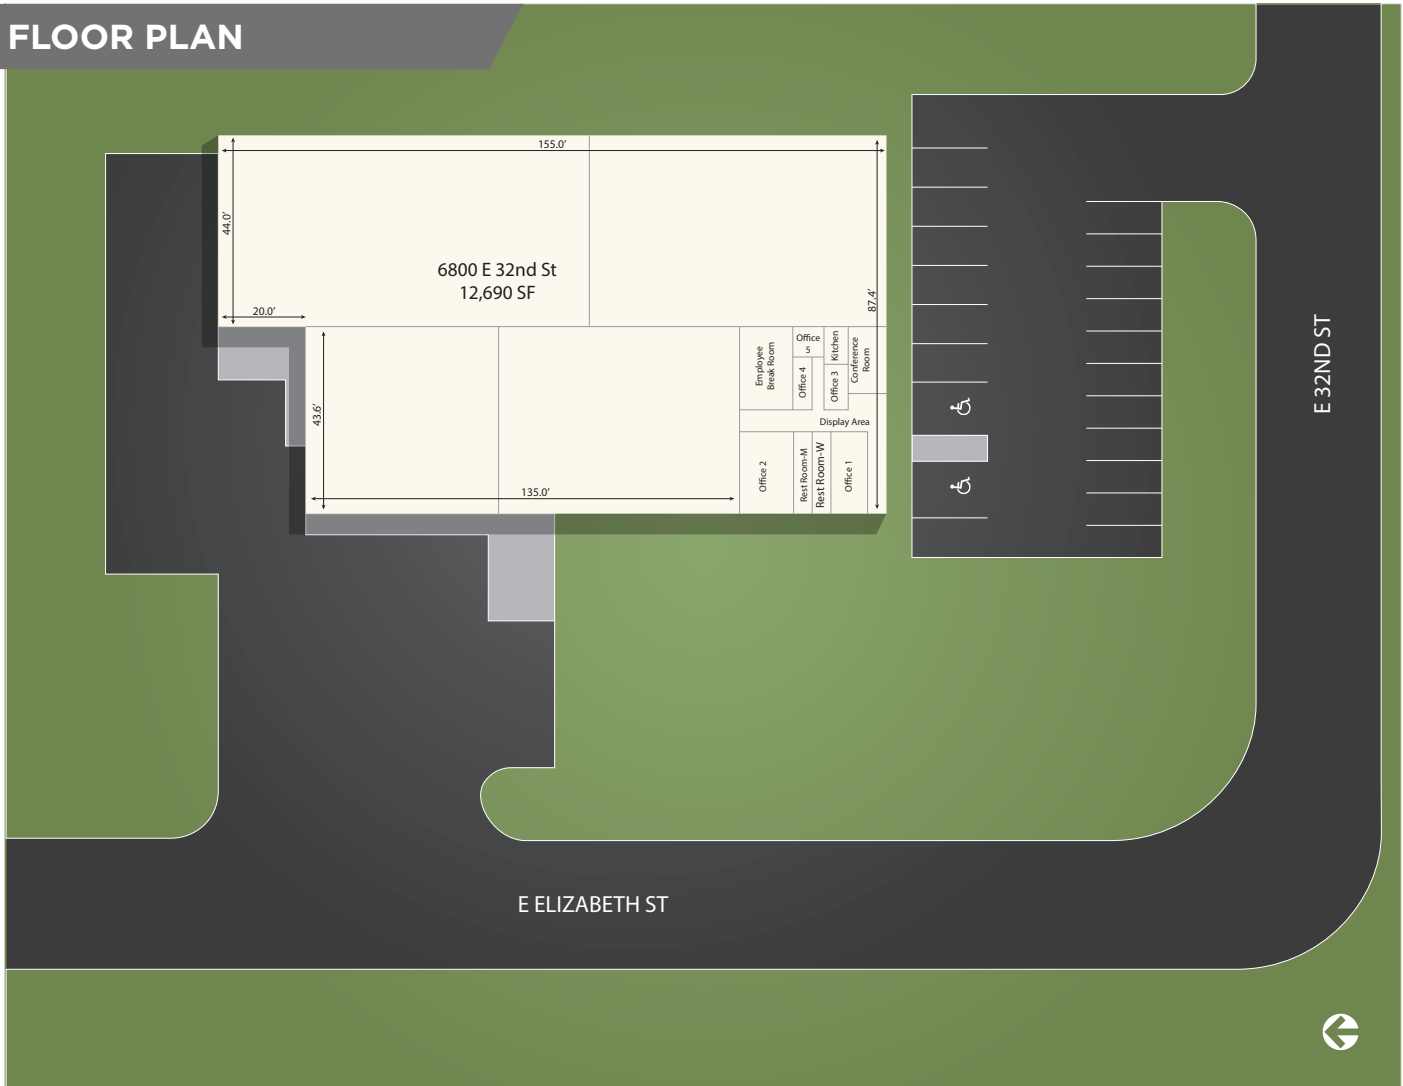 FLOOR PLAN
155.0’
44.0’
6800 E 32nd St
12,690 SF
87.4’
20.0’
Employee
Break Room
Office
5
Kitchen
Conference
Room
Office 4
Office 3
43.6’
Display Area
Office 2
Rest Room-M
Rest Room-W
Office 1
135.0’
E 32ND ST
E ELIZABETH ST